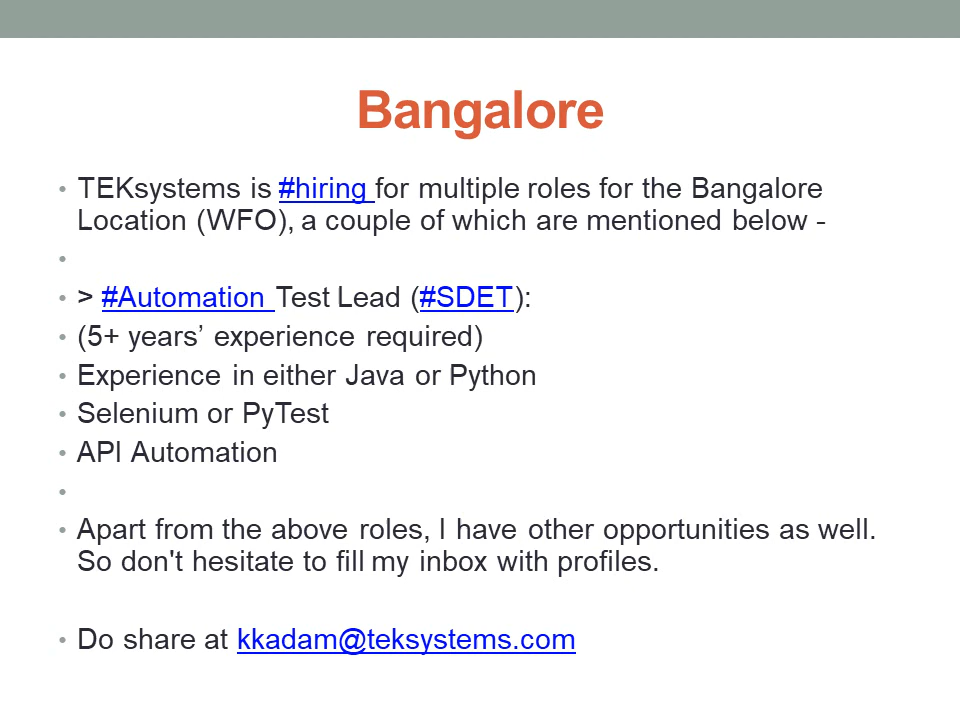 Bangalore
• TEKsystems is #hiring for multiple roles for the Bangalore
Location (WFO), a couple of which are mentioned below -
•
• > #Automation Test Lead (#SDET):
• (5+ years’ experience required)
• Experience in either Java or Python
• Selenium or PyTest
• API Automation
•
• Apart from the above roles, I have other opportunities as well.
So don't hesitate to fill my inbox with profiles.
• Do share at kkadam@teksystems.com